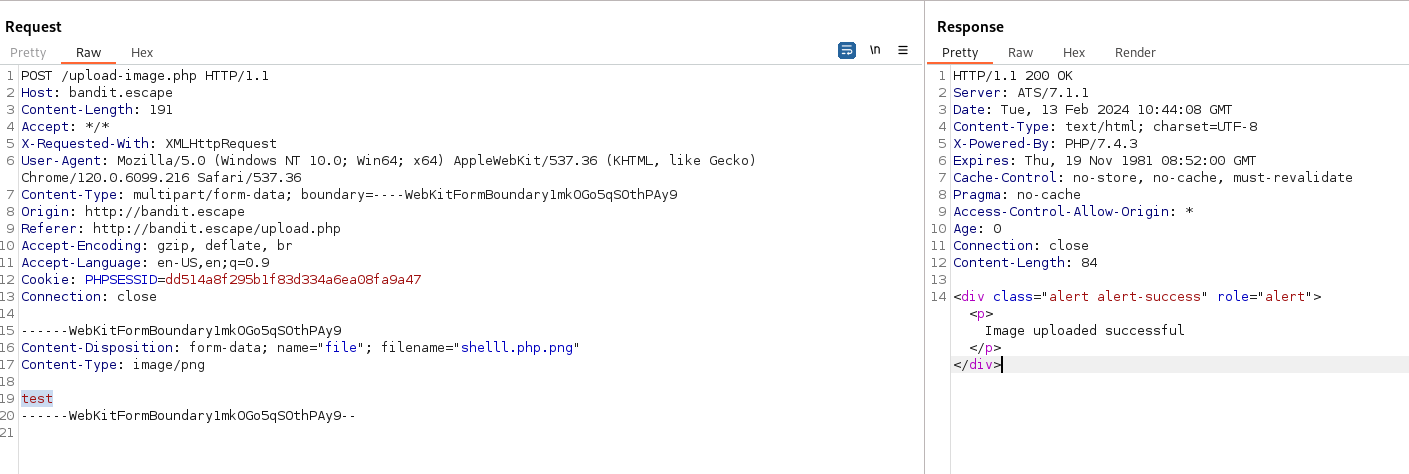 Request
Pretty Raw Hex
\n
1 POST /upload-image.php HTTP/1.1
2 Host: bandit.escape
3 Content-Length: 191
4 Accept: */*
5 X-Requested-With: XMLHttpRequest
6 User-Agent: Mozilla/5.0 (Windows NT 10.0; Win64; x64) AppleWebKit/537.36 (KHTML, like Gecko)
Chrome/120.0.6099.216 Safari/537.36
7 Content-Type: multipart/form-data; boundary=----WebKitFormBoundary1mkOGo5qSOthPAy9
8 Origin: http://bandit.escape
9 Referer: http://bandit.escape/upload.php
10 Accept-Encoding: gzip, deflate, br
11 Accept-Language: en-US,en;q=0.9
12 Cookie: PHPSESSID=dd514a8f295b1f83d334a6ea08fa9a47
13 Connection: close
14
15 ------WebKitFormBoundary1mkOGo5qSOthPAy9
16 Content-Disposition: form-data; name="file"; filename="shelll.php.png"
17 Content-Type: image/png
18
19 test
20 ------WebKitFormBoundary1mkOGo5qSOthPAy9--
21
Response
Pretty Raw Hex Render
1 HTTP/1.1 200 OK
2 Server: ATS/7.1.1
3 Date: Tue, 13 Feb 2024 10:44:08 GMT
4 Content-Type: text/html; charset=UTF-8
5 X-Powered-By: PHP/7.4.3
6 Expires: Thu, 19 Nov 1981 08:52:00 GMT
7 Cache-Control: no-store, no-cache, must-revalidate
8 Pragma: no-cache
9 Access-Control-Allow-Origin: *
10 Age: 0
11 Connection: close
12 Content-Length: 84
13
14 <div class="alert alert-success" role="alert">
<p>
Image uploaded successful
</p>
</div>